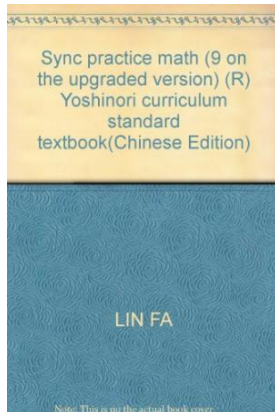 Sync practice math (9 on
the upgraded version) (R)
Yoshinori curriculum
standard
textbook(Chinese Edition)
LIN FA
Note: This is no the actual book cover